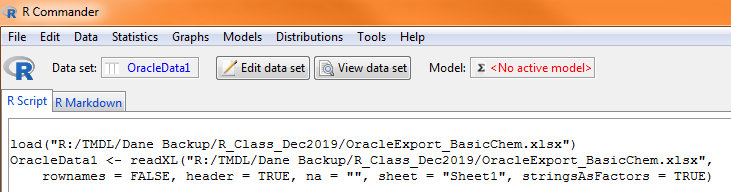 R Commander
File Edit Data Statistics Graphs Models Distributions Tools Help
R Data set: OracleData1 Edit data set View data set Model: Σ <No active model>
R Script R Markdown
load("R:/TMDL/Dane Backup/R_Class_Dec2019/OracleExport_BasicChem.xlsx")
OracleData1 <- readXL("R:/TMDL/Dane Backup/R_Class_Dec2019/OracleExport_BasicChem.xlsx",
rownames = FALSE, header = TRUE, na = "", sheet = "Sheet1", stringsAsFactors = TRUE)